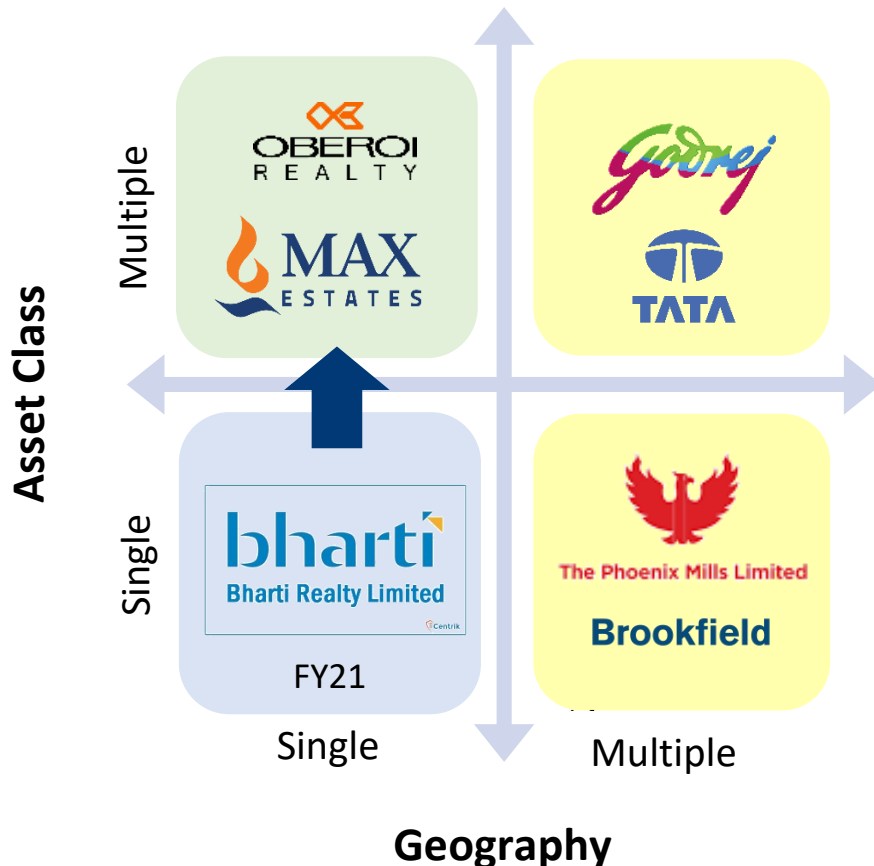 Asset Class
Multiple
Single
OBEROI
REALTY
MAX
ESTATES
Godrej
TATA
bharti
Bharti Realty Limited
Centrik
FY21
The Phoenix Mills Limited
Brookfield
Single
Multiple
Geography